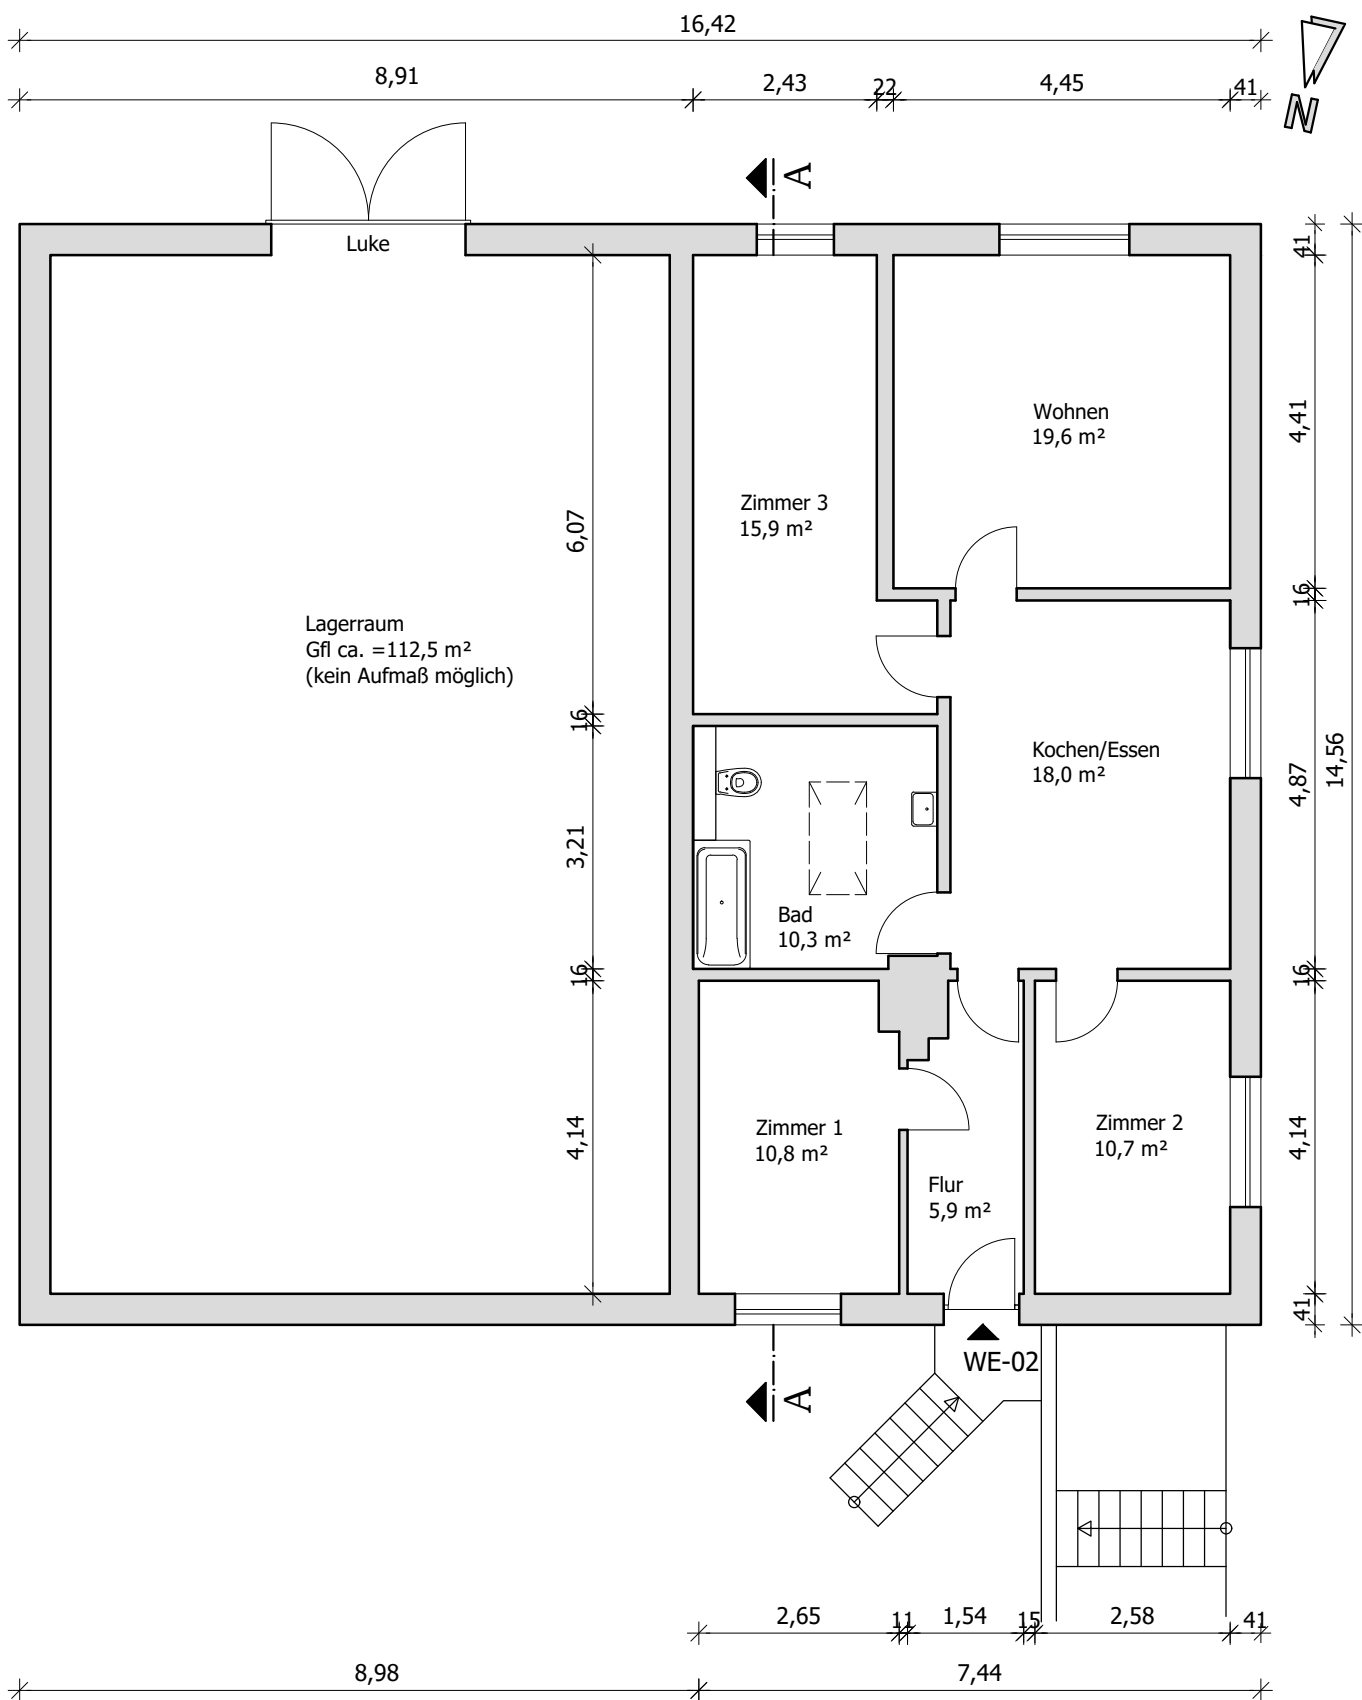 16,42
8,91
2,43
22
4,45
41
N
A
Luke
41
Wohnen
19,6 m²
4,41
Zimmer 3
15,9 m²
6,07
16
Lagerraum
Gfl ca. =112,5 m²
(kein Aufmaß möglich)
16
Kochen/Essen
18,0 m²
4,87
14,56
3,21
Bad
10,3 m²
16
16
Zimmer 1
10,8 m²
4,14
Zimmer 2
10,7 m²
4,14
Flur
5,9 m²
41
WE-02
A
2,65
11
1,54
15
2,58
41
8,98
7,44